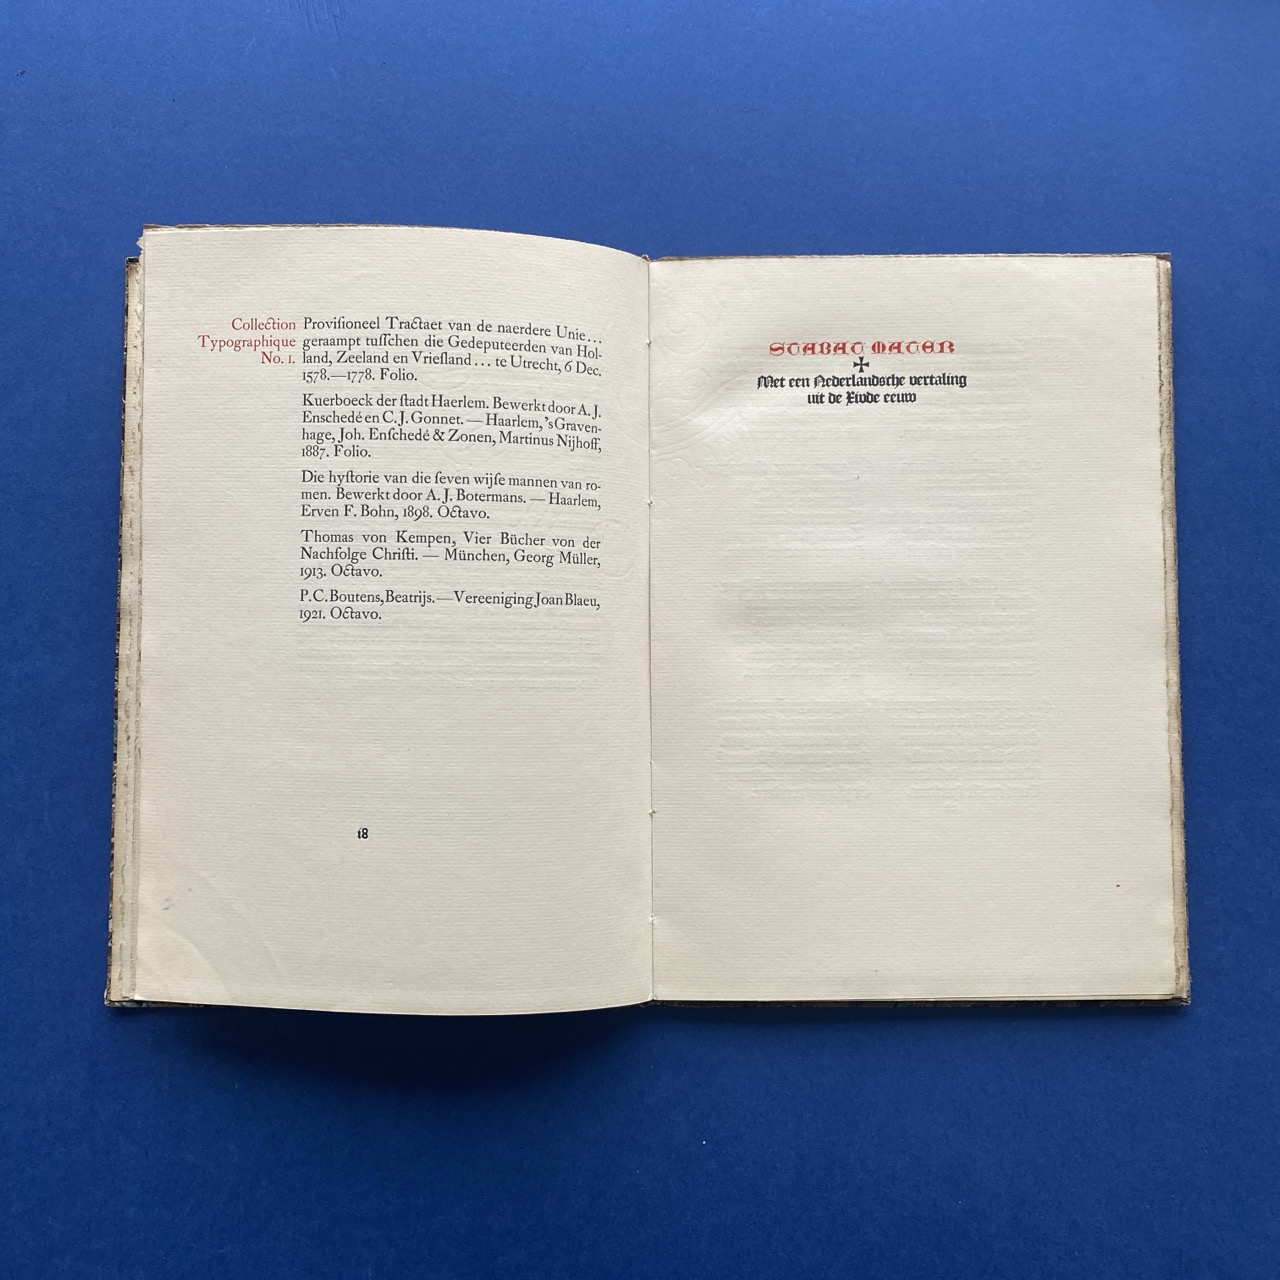 Collection
Typographique
No. 1.
Proviſioneel Tractaet van de naerdere Unie...
geraampt tuſſchen die Gedeputeerden van Hol-
land, Zeeland en Vrieſland... te Utrecht, 6 Dec.
1578.—1778. Folio.
Kuerboeck der ſtadt Haerlem. Bewerkt door A. J.
Enschedé en C. J. Gonnet. — Haarlem, 'sGraven-
hage, Joh. Enſchedé & Zonen, Martinus Nijhoff,
1887. Folio.
Die hyſtorie van die ſeven wijſe mannen van ro-
men. Bewerkt door A. J. Botermans. — Haarlem,
Erven F. Bohn, 1898. Octavo.
Thomas von Kempen, Vier Bücher von der
Nachfolge Chriſti. — München, Georg Müller,
1913. Octavo.
P. C. Boutens, Beatrijs. — Vereeniging Joan Blaeu,
1921. Octavo.
18
STABAT MATER
Met een Nederlandsche vertaling
uit de XIVde eeuw